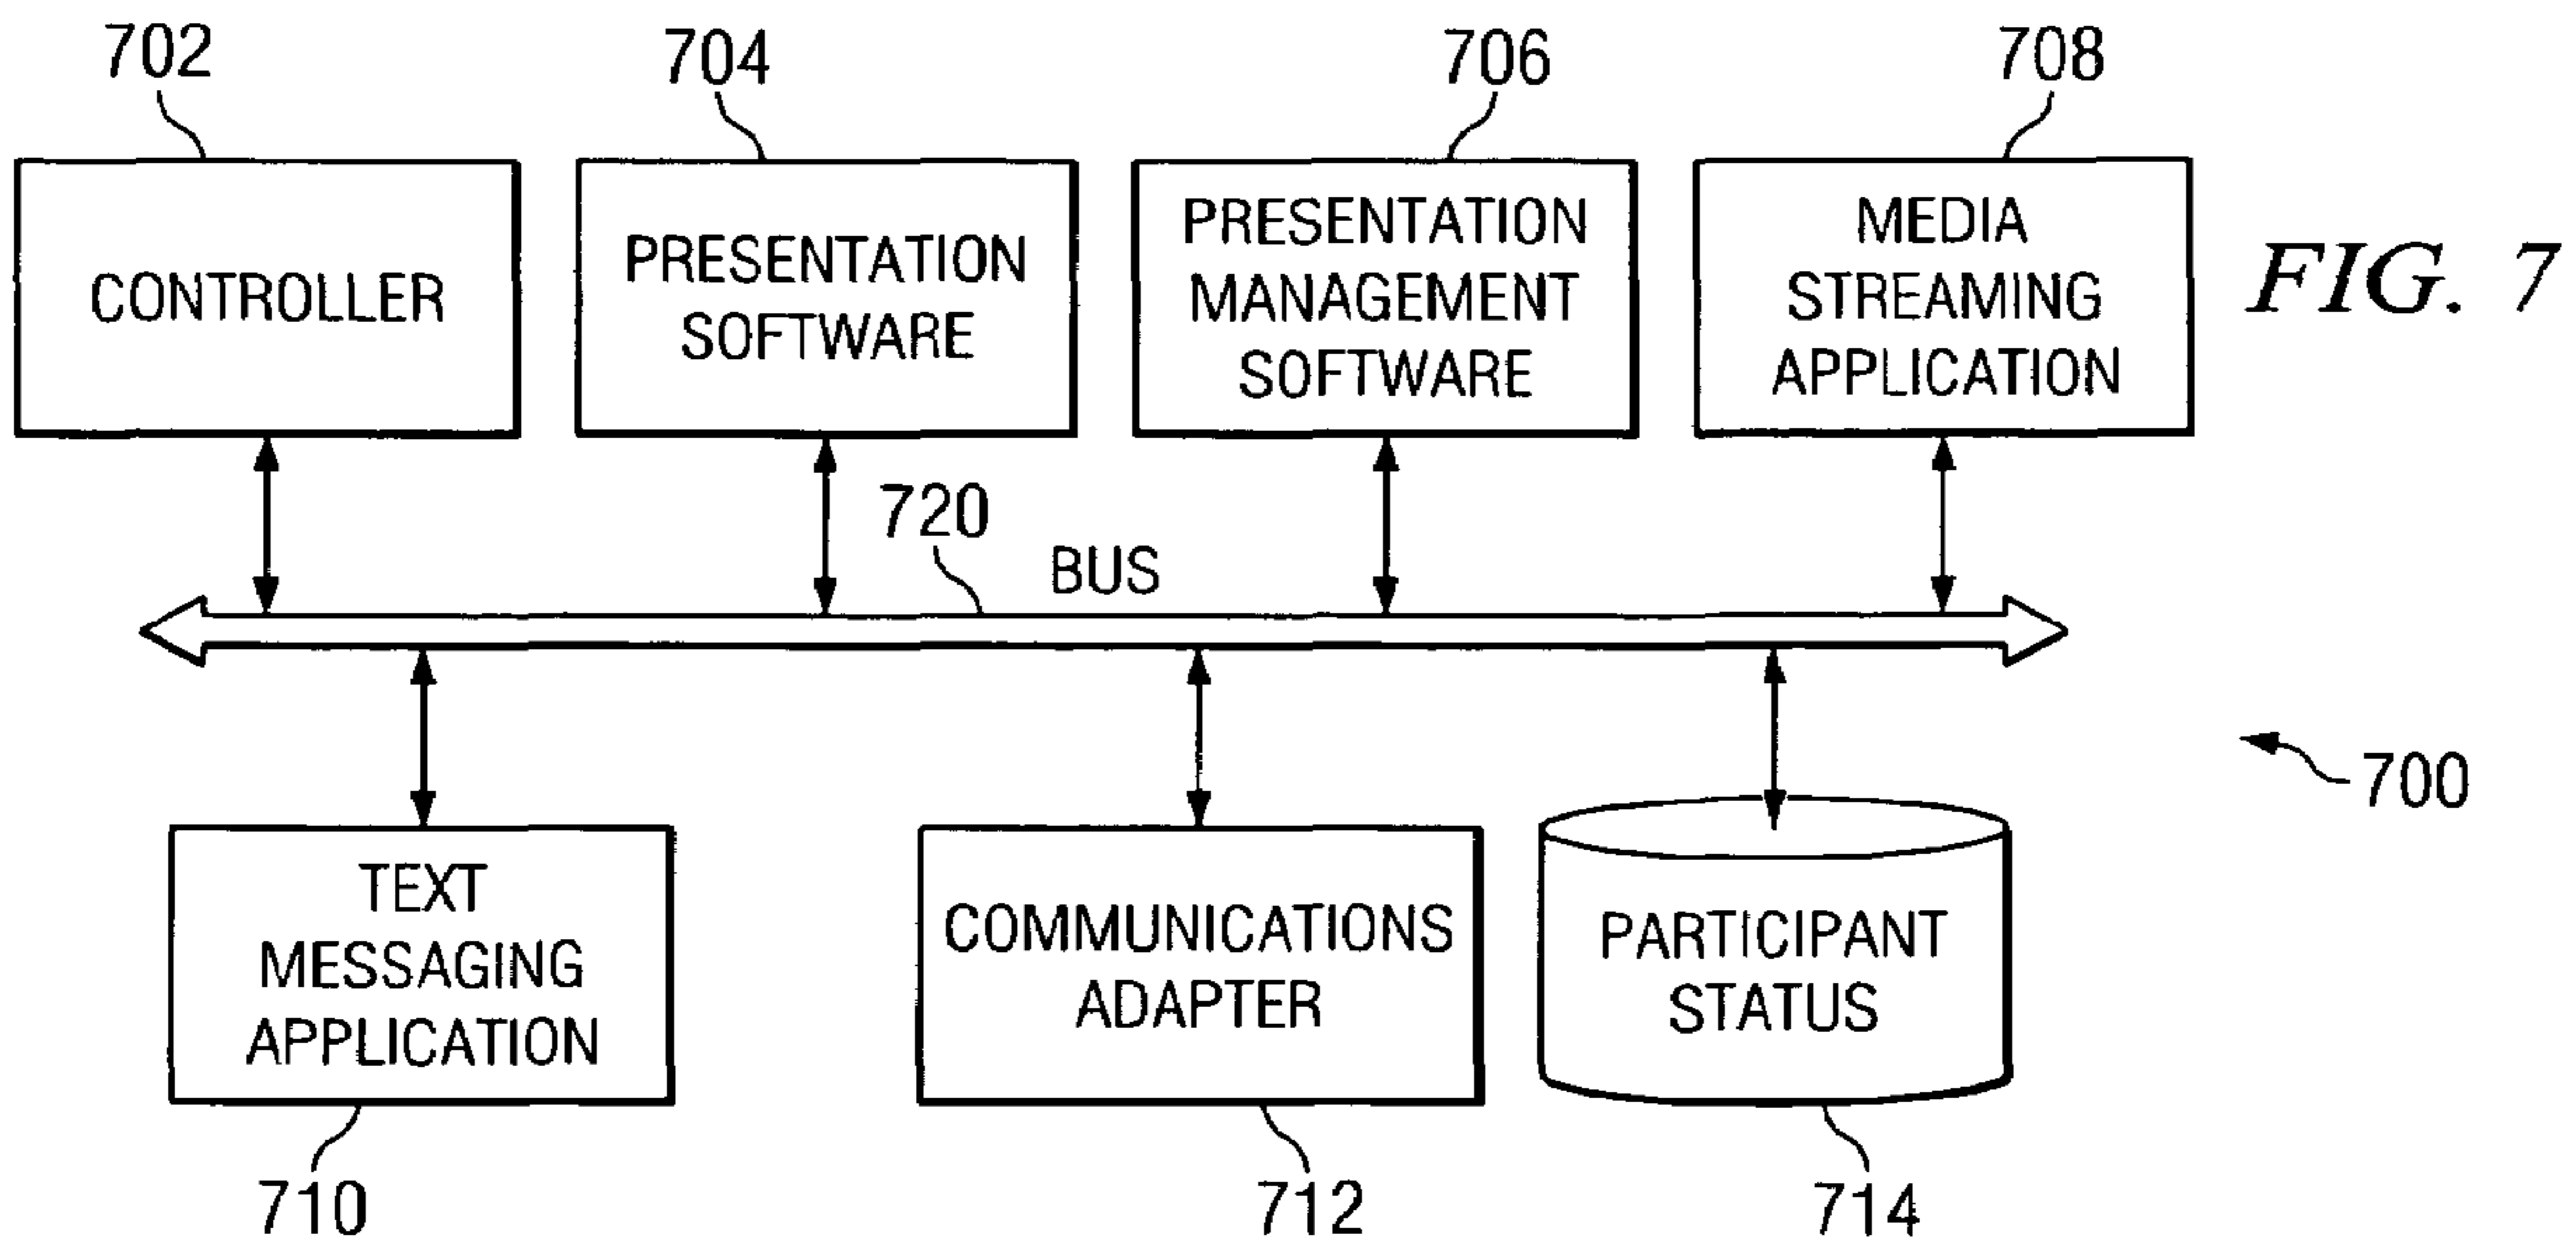 702
704
706
708
CONTROLLER
PRESENTATION
SOFTWARE
PRESENTATION
MANAGEMENT
SOFTWARE
MEDIA
STREAMING
APPLICATION
FIG. 7
720
BUS
700
TEXT
MESSAGING
APPLICATION
COMMUNICATIONS
ADAPTER
PARTICIPANT
STATUS
710
712
714